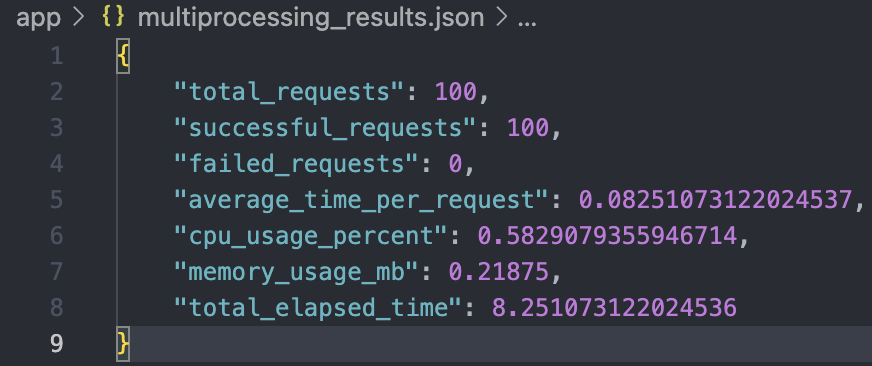 app > {} multiprocessing_results.json > ...
1 {
2 "total_requests": 100,
3 "successful_requests": 100,
4 "failed_requests": 0,
5 "average_time_per_request": 0.08251073122024537,
6 "cpu_usage_percent": 0.5829079355946714,
7 "memory_usage_mb": 0.21875,
8 "total_elapsed_time": 8.251073122024536
9 }